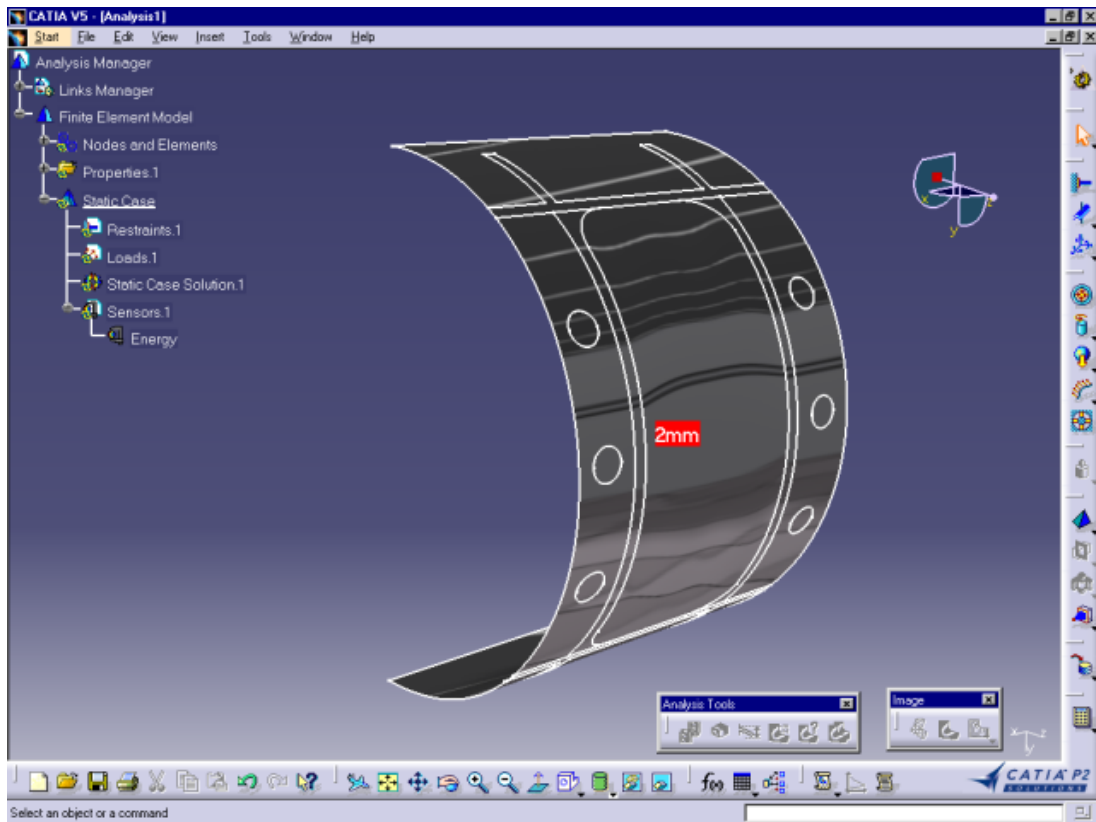 CATIA V5 - [Analysis1]
Start File Edit View Insert Tools Window Help
Analysis Manager
Links Manager
Finite Element Model
Nodes and Elements
Properties.1
Static Case
Restraints.1
Loads.1
Static Case Solution.1
Sensors.1
Energy
x
y
z
2mm
Analysis Tools
Image
x
z
y
f(x)
CATIA P2
SOLUTIONS
Select an object or a command